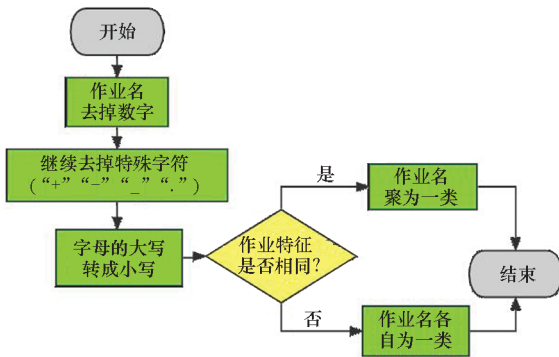 开始
作业名
去掉数字
继续去掉特殊字符
(“+”“-”“_”“.”)
字母的大写
转成小写
作业特征
是否相同?
是
作业名
聚为一类
否
作业名各
自为一类
结束